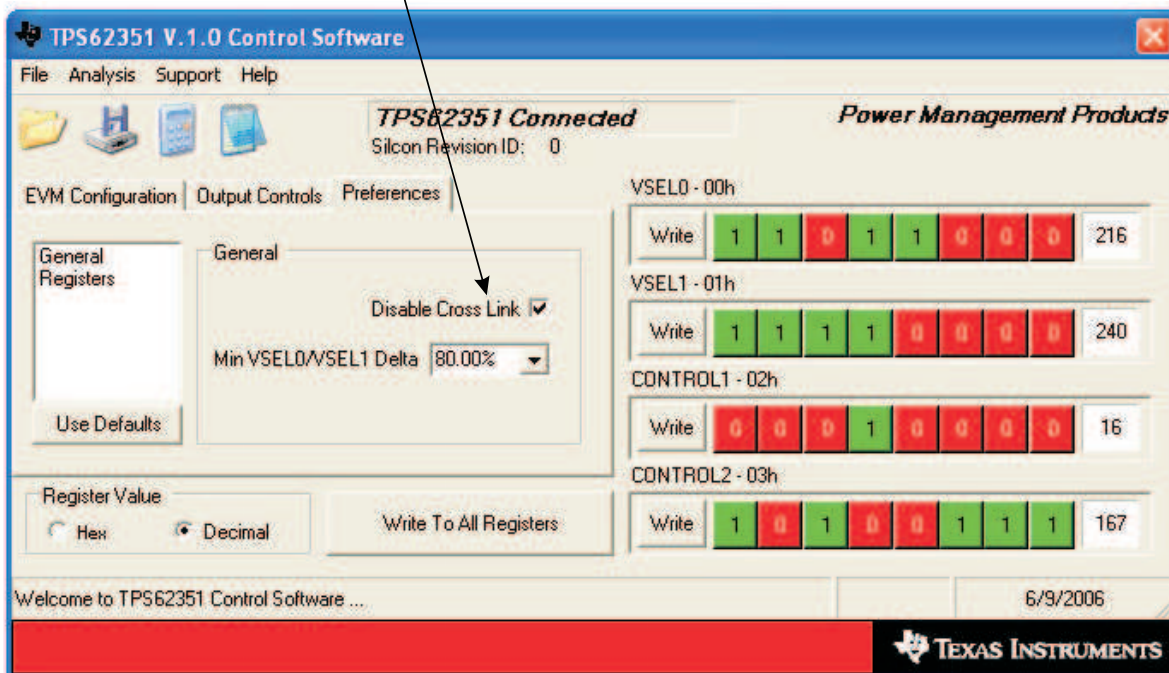 TPS62351 V.1.0 Control Software
File Analysis Support Help
TPS62351 Connected
Silcon Revision ID: 0
Power Management Products
EVM Configuration Output Controls Preferences
General
Registers
Use Defaults
General
Disable Cross Link
Min VSEL0/VSEL1 Delta 80.00%
Register Value
Hex Decimal
Write To All Registers
VSEL0 - 00h
Write 1 1 0 1 1 0 0 0 216
VSEL1 - 01h
Write 1 1 1 1 0 0 0 0 240
CONTROL1 - 02h
Write 0 0 0 1 0 0 0 0 16
CONTROL2 - 03h
Write 1 0 1 0 0 1 1 1 167
Welcome to TPS62351 Control Software ...
6/9/2006
TEXAS INSTRUMENTS